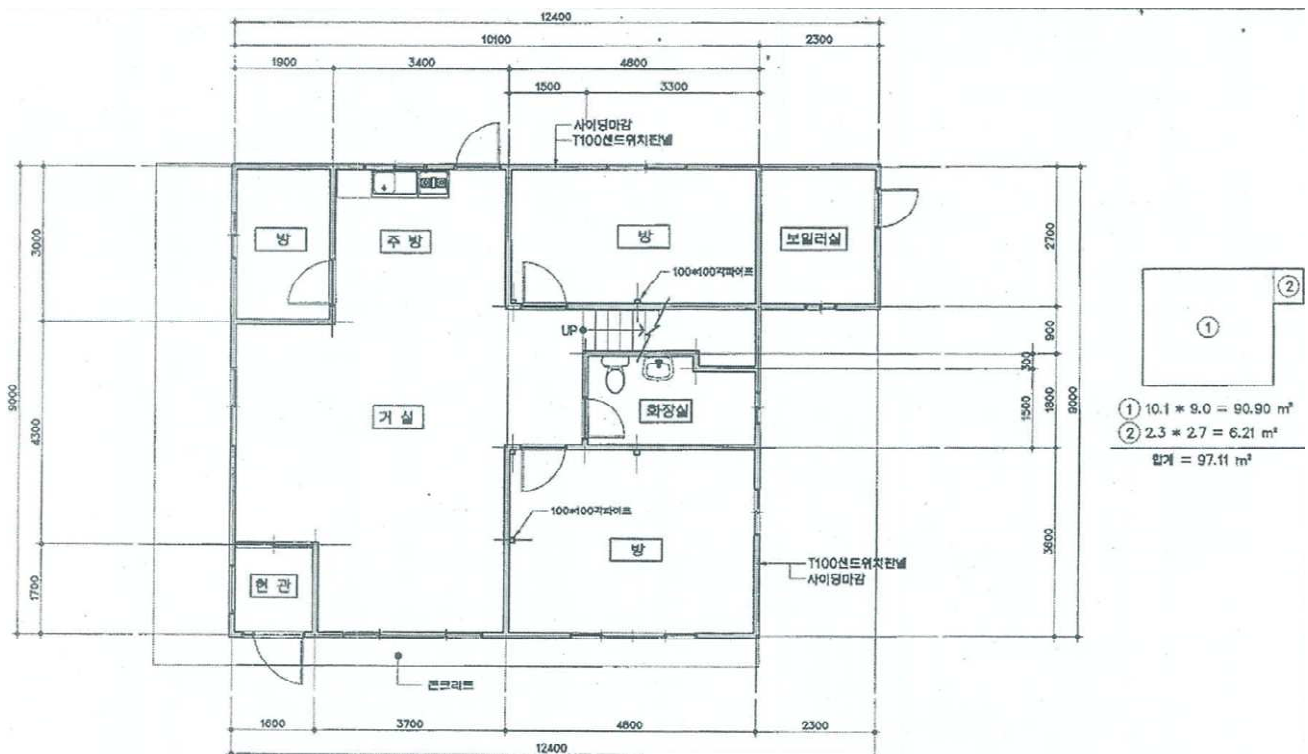 12400
10100 2300
1900 3400 4800
1500 3300
사이딩마감
T100샌드위치판넬
방
주 방
방
보일러실
100*100각파이프
UP
거 실
화장실
100*100각파이프
방
현 관
T100샌드위치판넬
사이딩마감
콘크리트
9000
3000
4300
1700
2700
900
300
1800
1500
9000
3600
1600 3700 4800 2300
12400
②
①
① 10.1 * 9.0 = 90.90 m²
② 2.3 * 2.7 = 6.21 m²
합계 = 97.11 m²